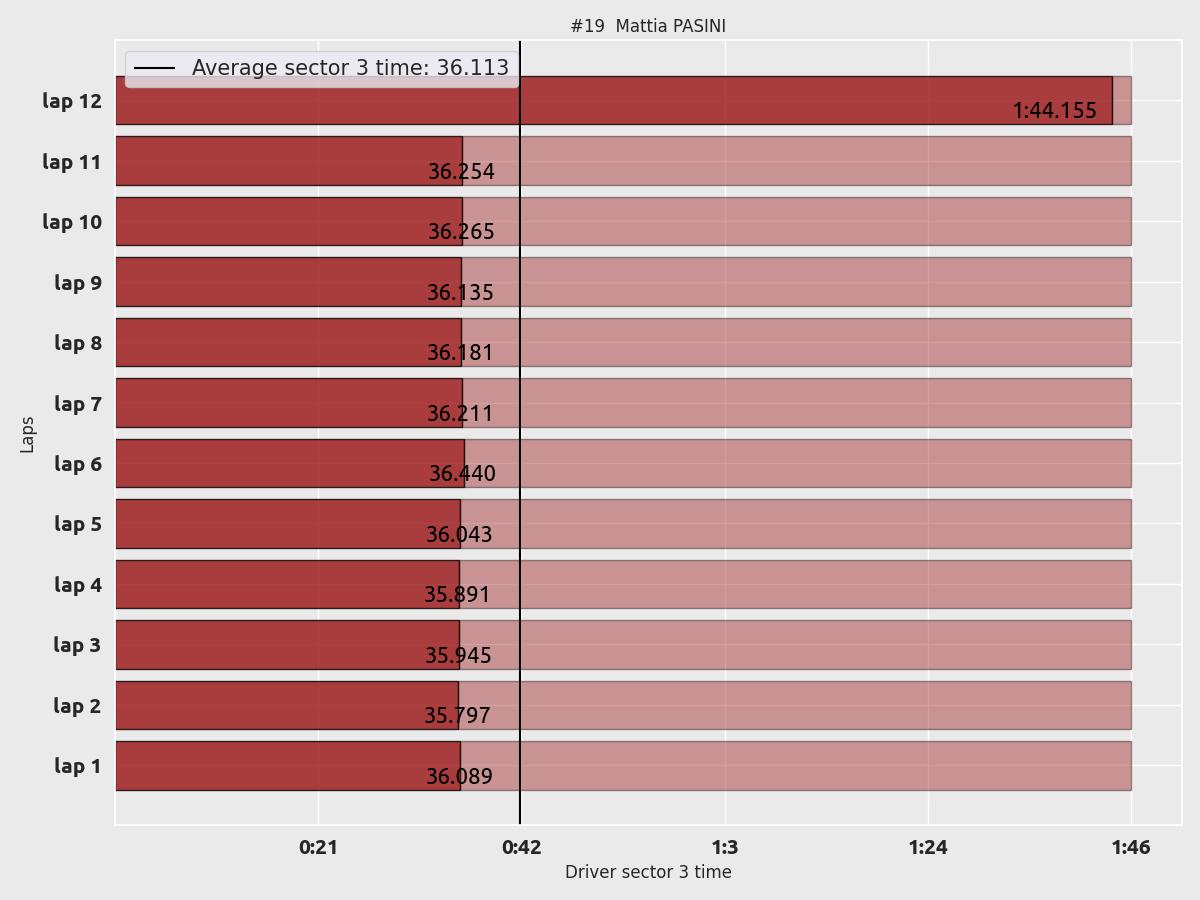 #19  Mattia PASINI
Average sector 3 time: 36.113
lap 12
1:44.155
lap 11
36.254
lap 10
36.265
lap 9
36.135
lap 8
36.181
lap 7
36.211
lap 6
36.440
lap 5
36.043
lap 4
35.891
lap 3
35.945
lap 2
35.797
lap 1
36.089
Laps
0:21
0:42
1:3
1:24
1:46
Driver sector 3 time